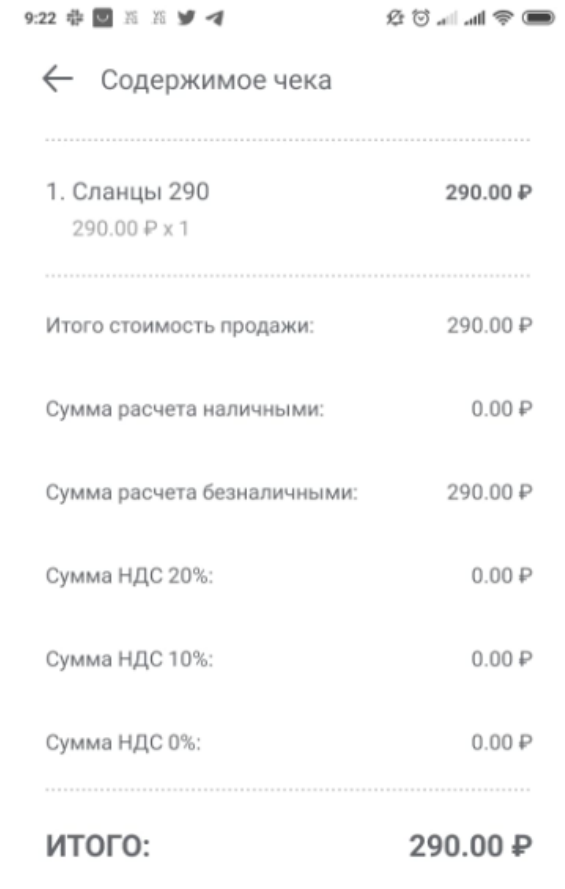 9:22
Содержимое чека
1. Сланцы 290 290.00 ₽
290.00 ₽ x 1
Итого стоимость продажи: 290.00 ₽
Сумма расчета наличными: 0.00 ₽
Сумма расчета безналичными: 290.00 ₽
Сумма НДС 20%: 0.00 ₽
Сумма НДС 10%: 0.00 ₽
Сумма НДС 0%: 0.00 ₽
ИТОГО: 290.00 ₽